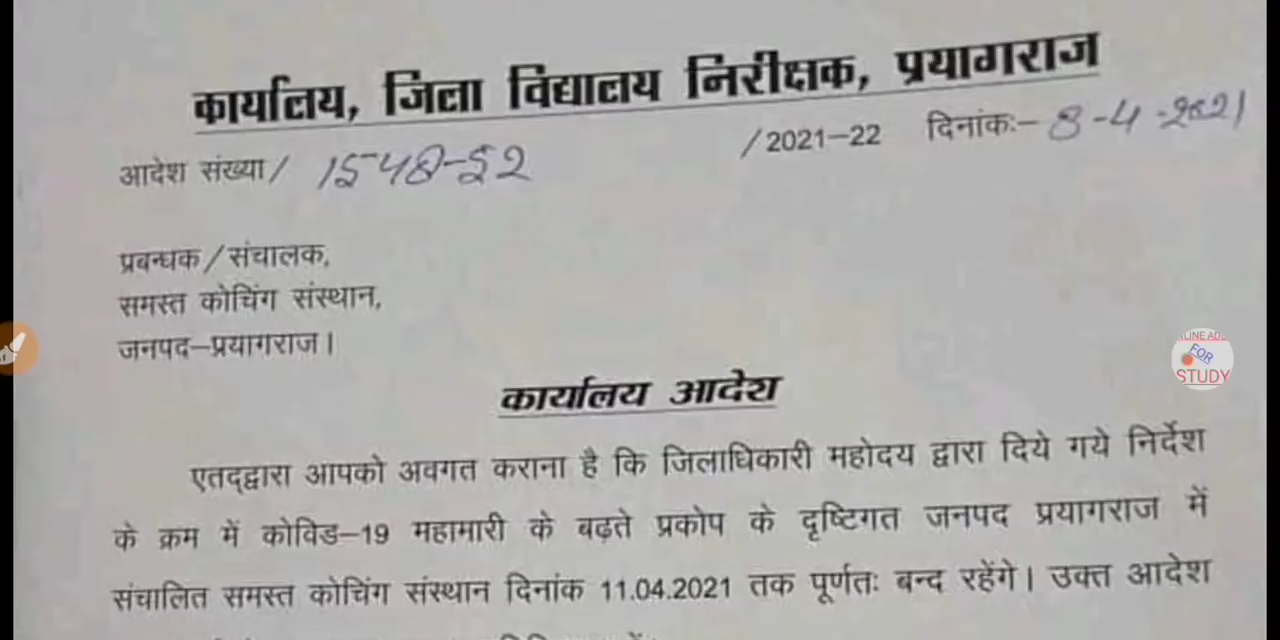 कार्यालय, जिला विद्यालय निरीक्षक, प्रयागराज
आदेश संख्या/ 1548-52 /2021-22 दिनांकः- 8-4-2021
प्रबन्धक/संचालक,
समस्त कोचिंग संस्थान,
जनपद-प्रयागराज।
FOR
STUDY
कार्यालय आदेश
एतद्द्वारा आपको अवगत कराना है कि जिलाधिकारी महोदय द्वारा दिये गये निर्देश
के क्रम में कोविड-19 महामारी के बढ़ते प्रकोप के दृष्टिगत जनपद प्रयागराज में
संचालित समस्त कोचिंग संस्थान दिनांक 11.04.2021 तक पूर्णतः बन्द रहेंगे। उक्त आदेश